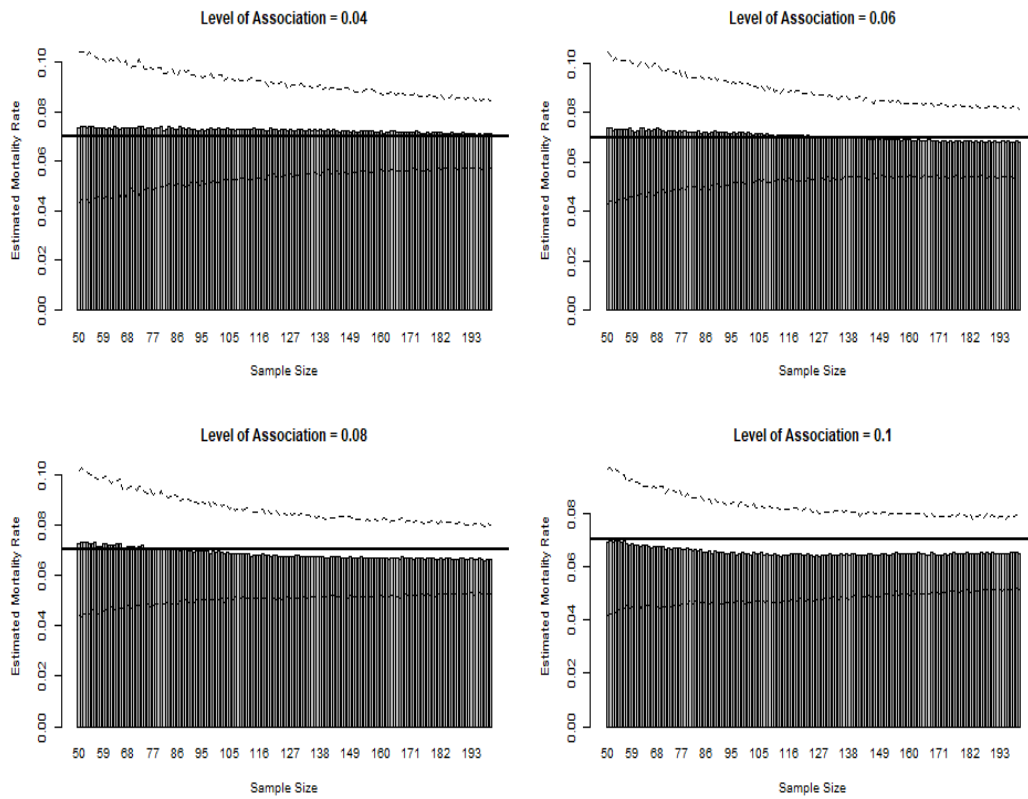 Level of Association = 0.04
Estimated Mortality Rate
0.00 0.02 0.04 0.06 0.08 0.10
50 59 68 77 86 95 105 116 127 138 149 160 171 182 193
Sample Size
Level of Association = 0.06
Estimated Mortality Rate
0.00 0.02 0.04 0.06 0.08 0.10
50 59 68 77 86 95 105 116 127 138 149 160 171 182 193
Sample Size
Level of Association = 0.08
Estimated Mortality Rate
0.00 0.02 0.04 0.06 0.08 0.10
50 59 68 77 86 95 105 116 127 138 149 160 171 182 193
Sample Size
Level of Association = 0.1
Estimated Mortality Rate
0.00 0.02 0.04 0.06 0.08
50 59 68 77 86 95 105 116 127 138 149 160 171 182 193
Sample Size